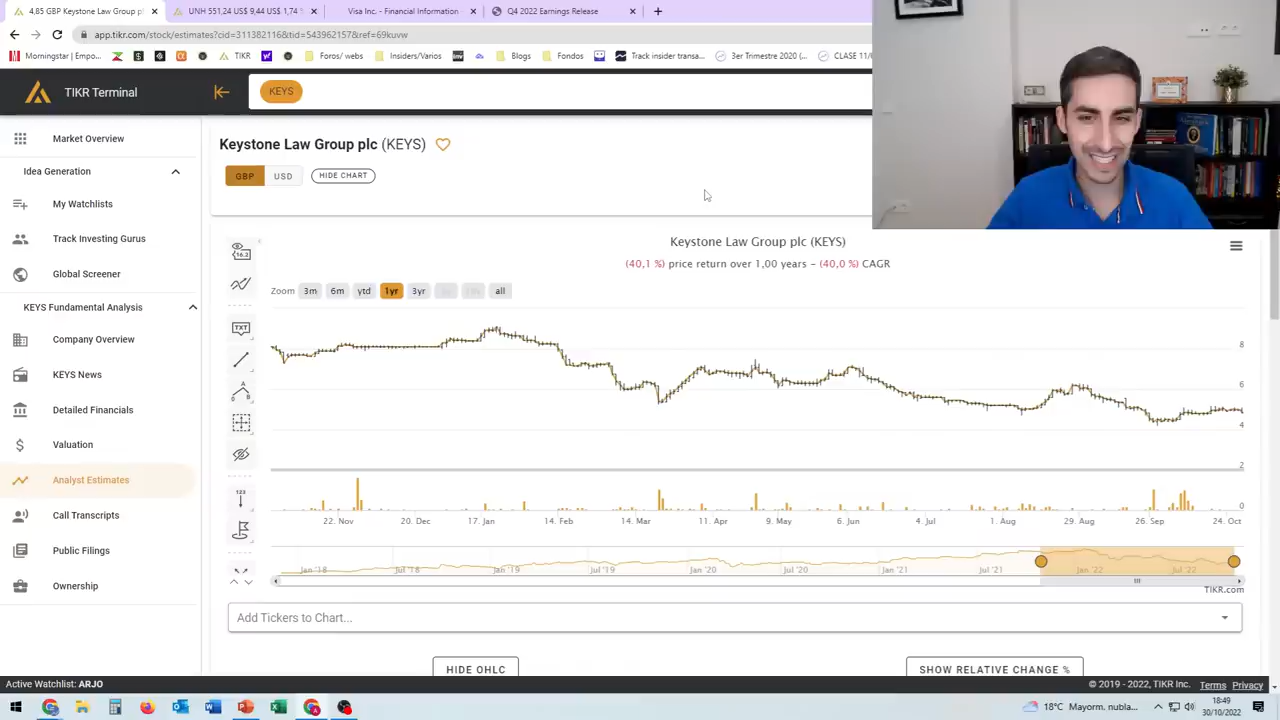 4,85 GBP Keystone Law Group p
UNH 551,24 US$ 9,44 US$ 1,74 %
Visa Inc. - Financial Information
Q4 2022 Earnings Release
app.tikr.com/stock/estimates?cid=311382116&tid=543962157&ref=69kuvw
Morningstar | Empo...
TIKR
Foros/ webs
Insiders/Varios
Blogs
Fondos
Track insider transa...
3er Trimestre 2020 (...
CLASE 11/
TIKR Terminal
KEYS
Market Overview
Idea Generation
My Watchlists
Track Investing Gurus
Global Screener
KEYS Fundamental Analysis
Company Overview
KEYS News
Detailed Financials
Valuation
Analyst Estimates
Call Transcripts
Public Filings
Ownership
Keystone Law Group plc (KEYS)
GBP
USD
HIDE CHART
Keystone Law Group plc (KEYS)
(40,1 %) price return over 1,00 years – (40,0 %) CAGR
Zoom 3m 6m ytd 1yr 3yr all
16.2
TXT
A
123
8
6
4
2
0
22. Nov 20. Dec 17. Jan 14. Feb 14. Mar 11. Apr 9. May 6. Jun 4. Jul 1. Aug 29. Aug 26. Sep 24. Oct
Jan '18 Jul '18 Jan '19 Jul '19 Jan '20 Jul '20 Jan '21 Jul '21 Jan '22 Jul '22
TIKR.com
Add Tickers to Chart...
HIDE OHLC
SHOW RELATIVE CHANGE %
Active Watchlist: ARJO
© 2019 - 2022, TIKR Inc. Terms Privacy
18°C Mayorm. nubla...
18:49
30/10/2022